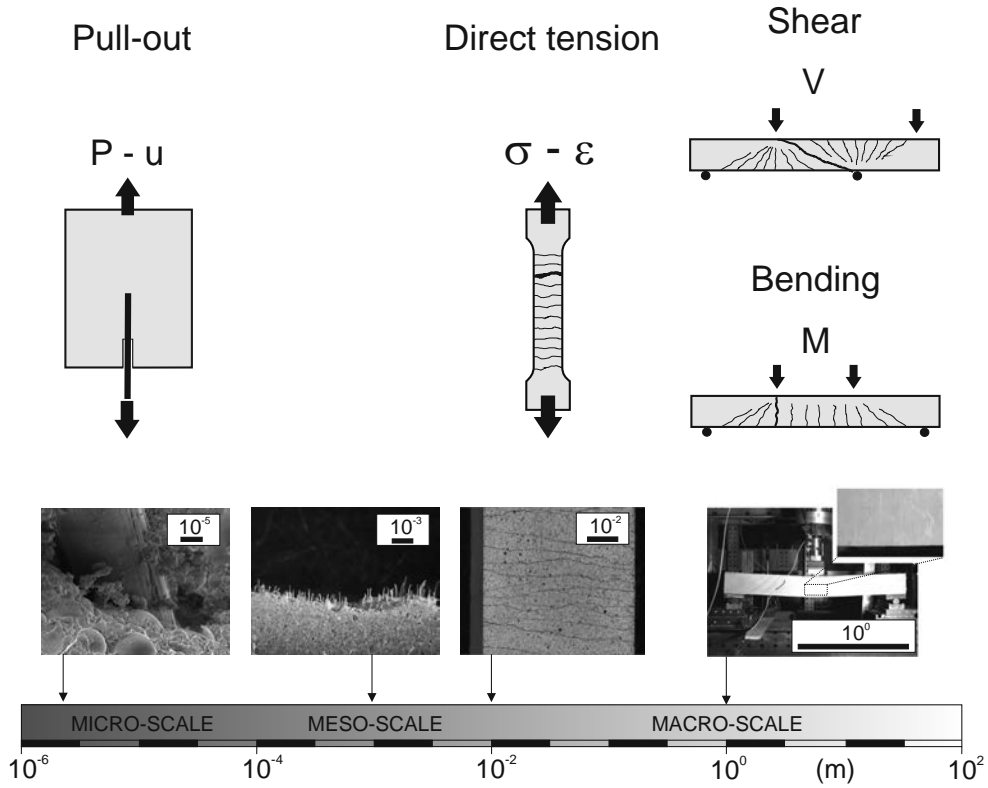 Pull-out
Direct tension
Shear
V
P - u
σ - ε
Bending
M
10⁻⁵
10⁻³
10⁻²
10⁰
MICRO-SCALE
MESO-SCALE
MACRO-SCALE
10⁻⁶
10⁻⁴
10⁻²
10⁰
(m)
10²